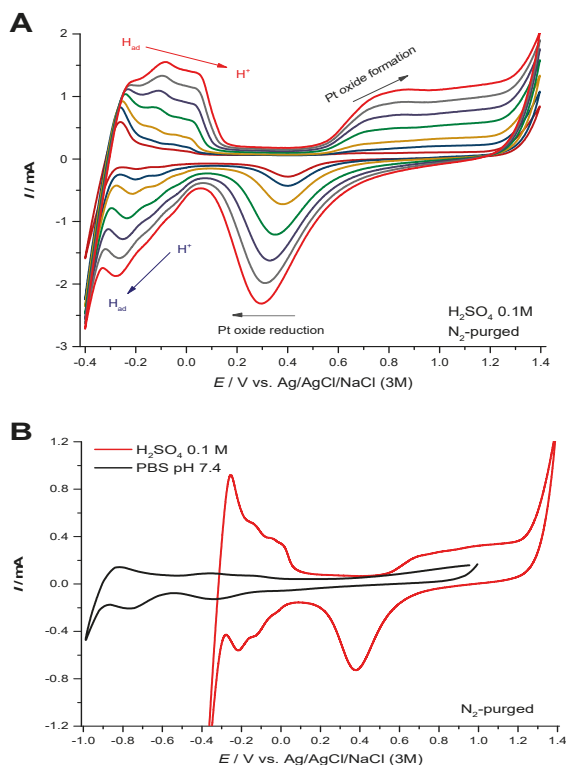 A
2
1
0
-1
-2
-3
I / mA
H_ad
H⁺
Pt oxide formation
H⁺
H_ad
Pt oxide reduction
H₂SO₄ 0.1M
N₂-purged
-0.4 -0.2 0.0 0.2 0.4 0.6 0.8 1.0 1.2 1.4
E / V vs. Ag/AgCl/NaCl (3M)
B
1.2
0.8
0.4
0.0
-0.4
-0.8
-1.2
I / mA
H₂SO₄ 0.1 M
PBS pH 7.4
N₂-purged
-1.0 -0.8 -0.6 -0.4 -0.2 0.0 0.2 0.4 0.6 0.8 1.0 1.2 1.4
E / V vs. Ag/AgCl/NaCl (3M)